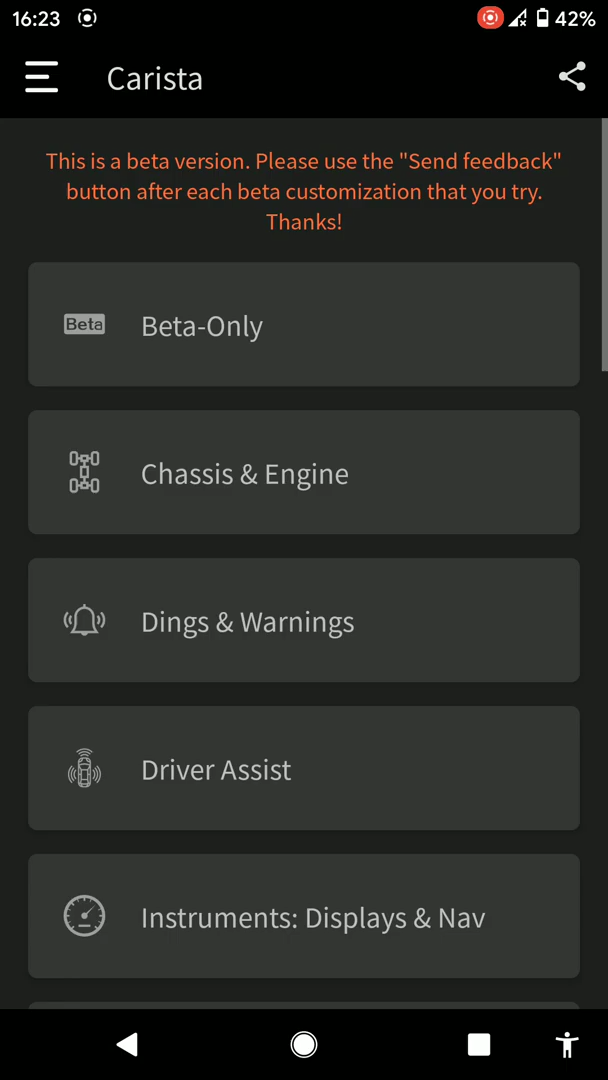 16:23
42%
Carista
This is a beta version. Please use the "Send feedback"
button after each beta customization that you try.
Thanks!
Beta
Beta-Only
Chassis & Engine
Dings & Warnings
Driver Assist
Instruments: Displays & Nav